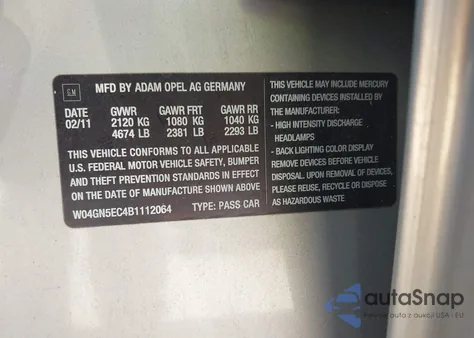 GM
MFD BY ADAM OPEL AG GERMANY
DATE GVWR GAWR FRT GAWR RR
02/11 2120 KG 1080 KG 1040 KG
4674 LB 2381 LB 2293 LB
THIS VEHICLE CONFORMS TO ALL APPLICABLE
U.S. FEDERAL MOTOR VEHICLE SAFETY, BUMPER
AND THEFT PREVENTION STANDARDS IN EFFECT
ON THE DATE OF MANUFACTURE SHOWN ABOVE
W04GN5EC4B1112064 TYPE: PASS CAR
THIS VEHICLE MAY INCLUDE MERCURY
CONTAINING DEVICES INSTALLED BY
THE MANUFACTURER:
- HIGH INTENSITY DISCHARGE
HEADLAMPS
- BACK LIGHTING COLOR DISPLAY
REMOVE DEVICES BEFORE VEHICLE
DISPOSAL. UPON REMOVAL OF DEVICES,
PLEASE REUSE, RECYCLE OR DISPOSE
AS HAZARDOUS WASTE.
autaSnap